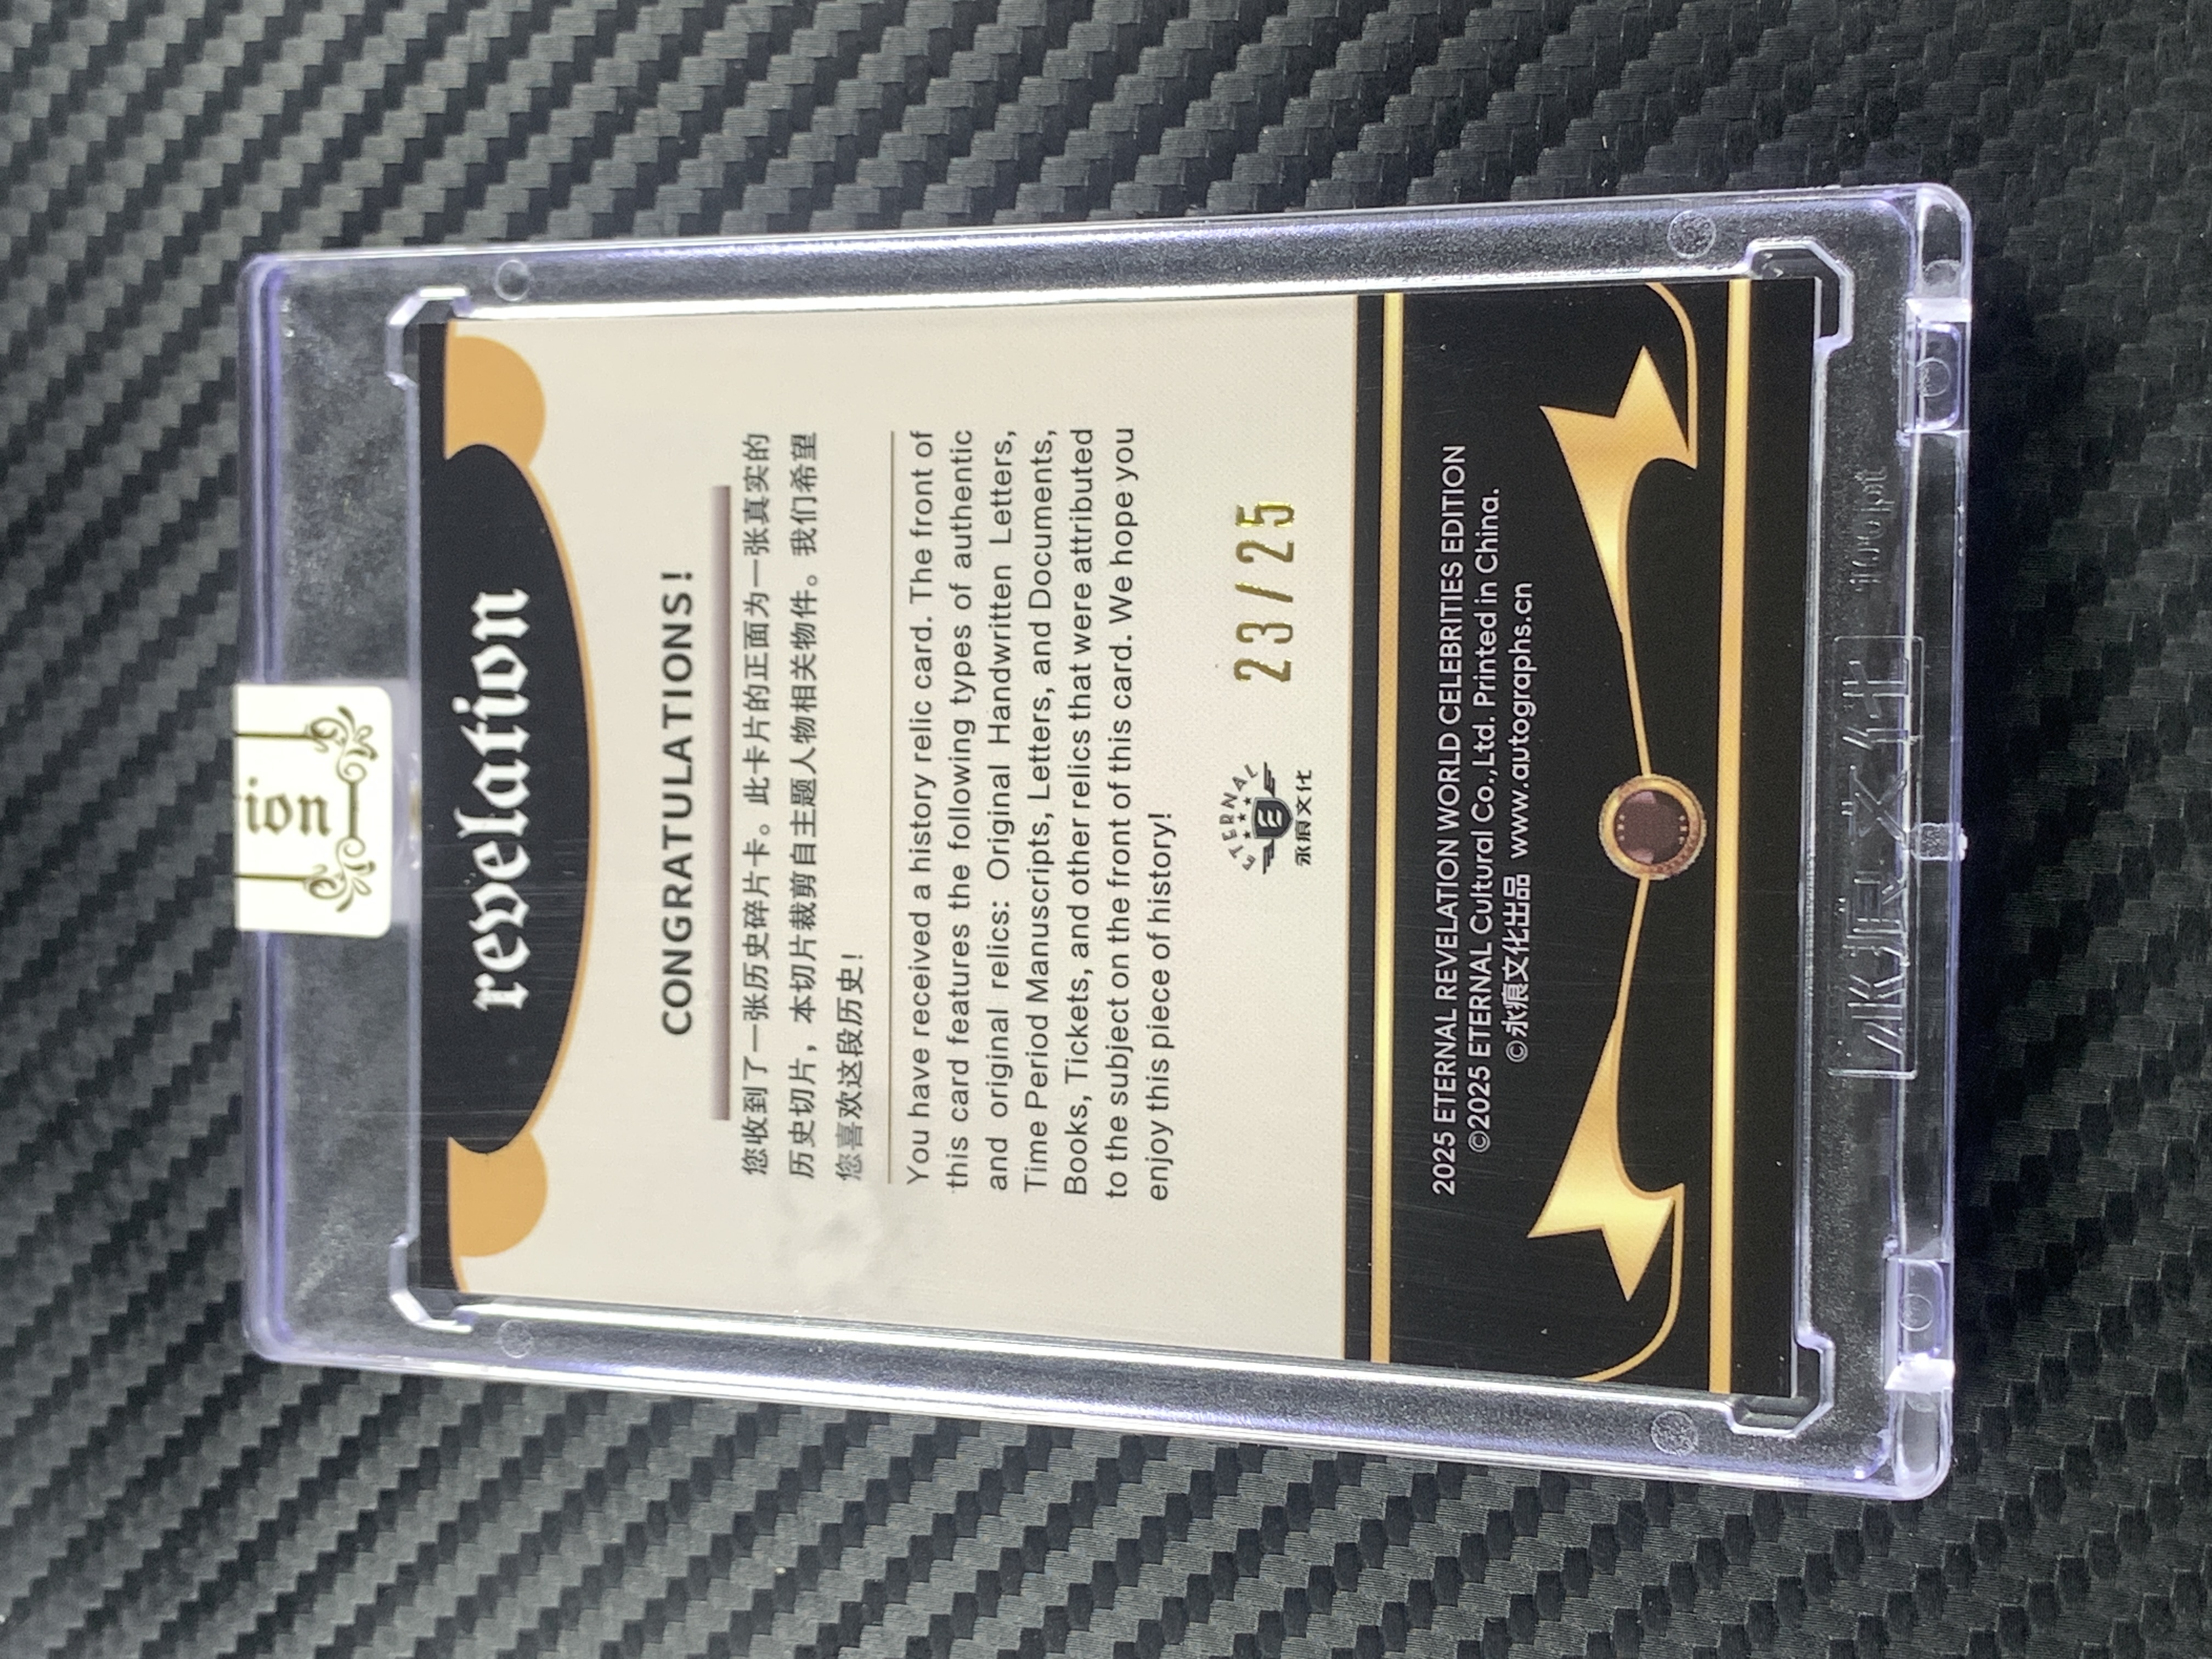 ion
revelation
CONGRATULATIONS!
您收到了一张历史碎片卡。此卡片的正面为一张真实的
历史切片，本切片裁剪自主题人物相关物件。我们希望
您喜欢这段历史！
You have received a history relic card. The front of
this card features the following types of authentic
and original relics: Original Handwritten Letters,
Time Period Manuscripts, Letters, and Documents,
Books, Tickets, and other relics that were attributed
to the subject on the front of this card. We hope you
enjoy this piece of history!
ETERNAL
E
永痕文化
23/25
2025 ETERNAL REVELATION WORLD CELEBRITIES EDITION
©2025 ETERNAL Cultural Co.,Ltd. Printed in China.
©永痕文化出品 www.autographs.cn
永痕文化
100pt